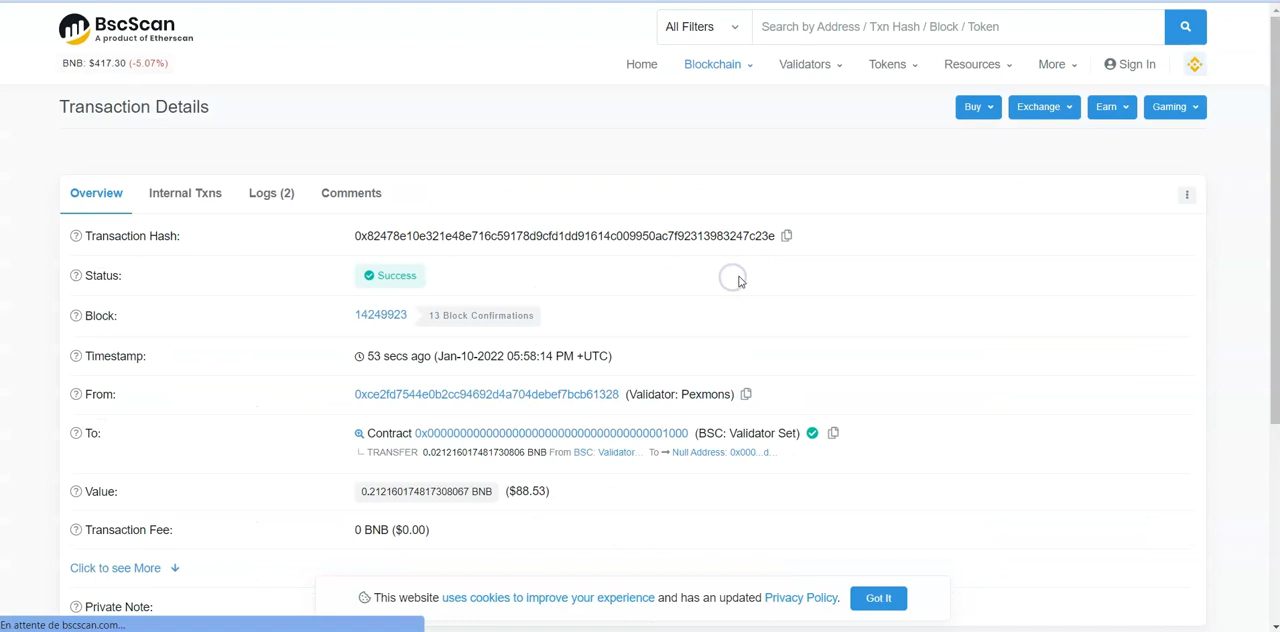 BscScan
A product of Etherscan
All Filters
Search by Address / Txn Hash / Block / Token
BNB: $417.30 (-5.07%)
Home Blockchain Validators Tokens Resources More Sign In
Transaction Details
Buy Exchange Earn Gaming
Overview Internal Txns Logs (2) Comments
Transaction Hash: 0x82478e10e321e48e716c59178d9cfd1dd91614c009950ac7f92313983247c23e
Status: Success
Block: 14249923 13 Block Confirmations
Timestamp: 53 secs ago (Jan-10-2022 05:58:14 PM +UTC)
From: 0xce2fd7544e0b2cc94692d4a704debef7bcb61328 (Validator: Pexmons)
To: Contract 0x0000000000000000000000000000000000001000 (BSC: Validator Set)
TRANSFER 0.021216017481730806 BNB From BSC: Validator... To → Null Address: 0x000...d...
Value: 0.212160174817308067 BNB ($88.53)
Transaction Fee: 0 BNB ($0.00)
Click to see More
This website uses cookies to improve your experience and has an updated Privacy Policy. Got It
Private Note:
En attente de bscscan.com...